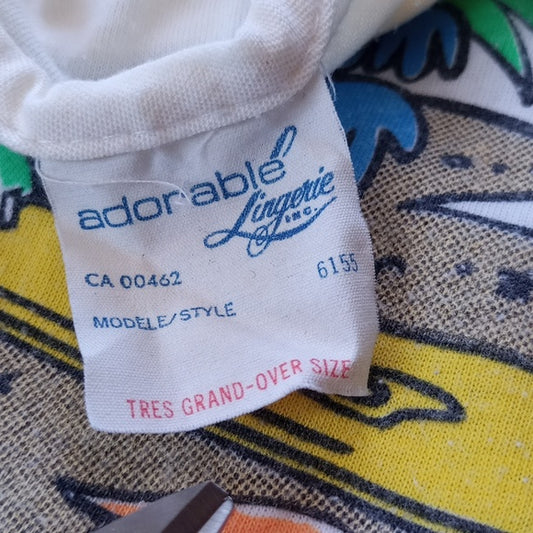 adorable
Lingerie
INC.
CA 00462 6155
MODELE/STYLE
TRES GRAND-OVER SIZE